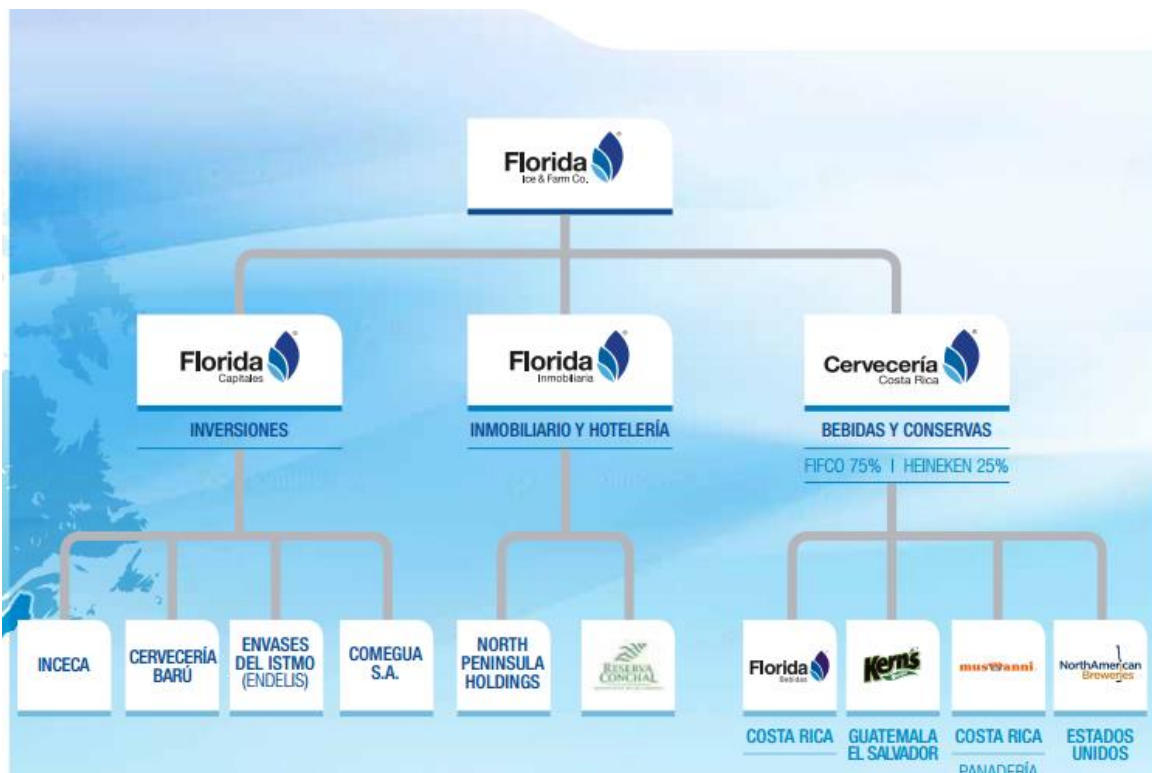 Florida
Ice & Farm Co.
Florida
Capitales
INVERSIONES
Florida
Inmobiliaria
INMOBILIARIO Y HOTELERÍA
Cervecería
Costa Rica
BEBIDAS Y CONSERVAS
FIFCO 75% | HEINEKEN 25%
INCECA
CERVECERÍA
BARÚ
ENVASES
DEL ISTMO
(ENDELIS)
COMEGUA
S.A.
NORTH
PENINSULA
HOLDINGS
RESERVA
CONCHAL
Florida
Bebidas
COSTA RICA
Kern's
GUATEMALA
EL SALVADOR
musmanni
COSTA RICA
PANADERÍA
NorthAmerican
Breweries
ESTADOS
UNIDOS